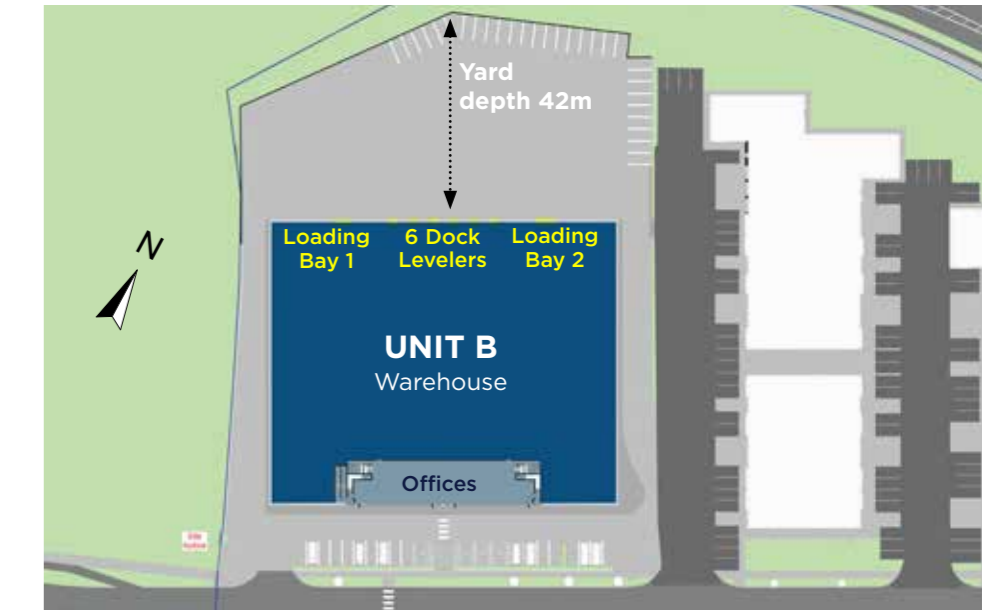 Yard
depth 42m
Loading
Bay 1
6 Dock
Levelers
Loading
Bay 2
N
UNIT B
Warehouse
Offices